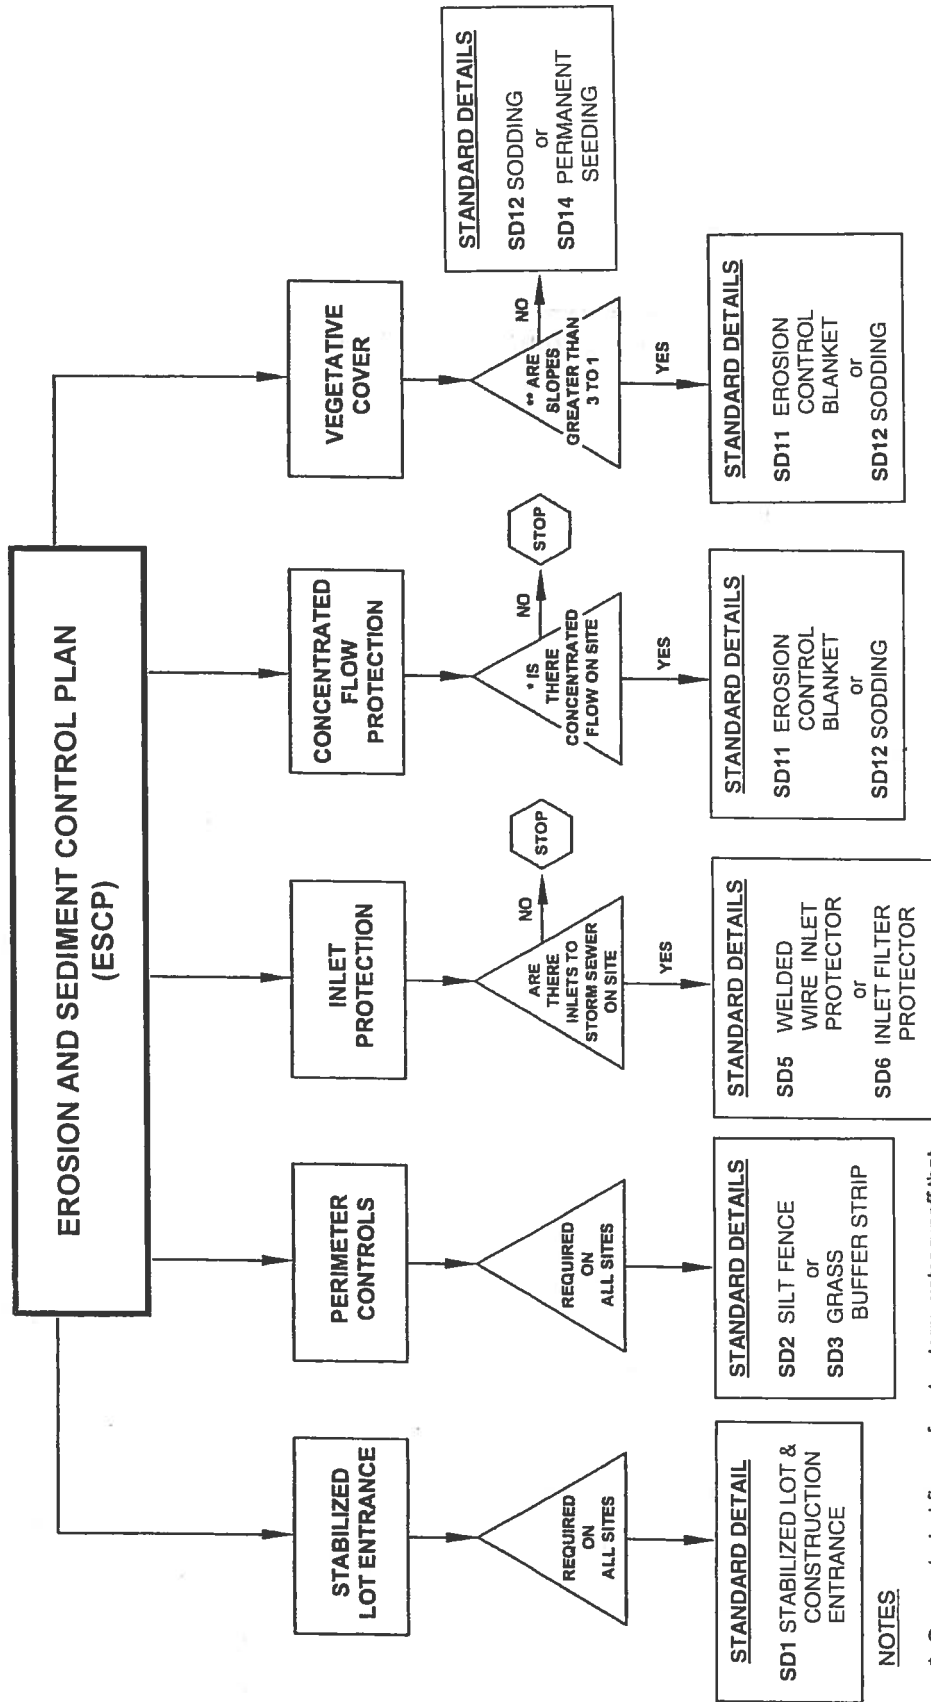 EROSION AND SEDIMENT CONTROL PLAN
(ESCP)
STABILIZED
LOT ENTRANCE
REQUIRED
ON
ALL SITES
STANDARD DETAIL
SD1 STABILIZED LOT &
CONSTRUCTION
ENTRANCE
PERIMETER
CONTROLS
REQUIRED
ON
ALL SITES
STANDARD DETAILS
SD2 SILT FENCE
or
SD3 GRASS
BUFFER STRIP
INLET
PROTECTION
ARE
THERE
INLETS TO
STORM SEWER
ON SITE
NO
STOP
YES
STANDARD DETAILS
SD5 WELDED
WIRE INLET
PROTECTOR
or
SD6 INLET FILTER
PROTECTOR
CONCENTRATED
FLOW
PROTECTION
* IS
THERE
CONCENTRATED
FLOW ON SITE
NO
STOP
YES
STANDARD DETAILS
SD11 EROSION
CONTROL
BLANKET
or
SD12 SODDING
VEGETATIVE
COVER
** ARE
SLOPES
GREATER THAN
3 TO 1
NO
STANDARD DETAILS
SD12 SODDING
or
SD14 PERMANENT
SEEDING
YES
STANDARD DETAILS
SD11 EROSION
CONTROL
BLANKET
or
SD12 SODDING
NOTES